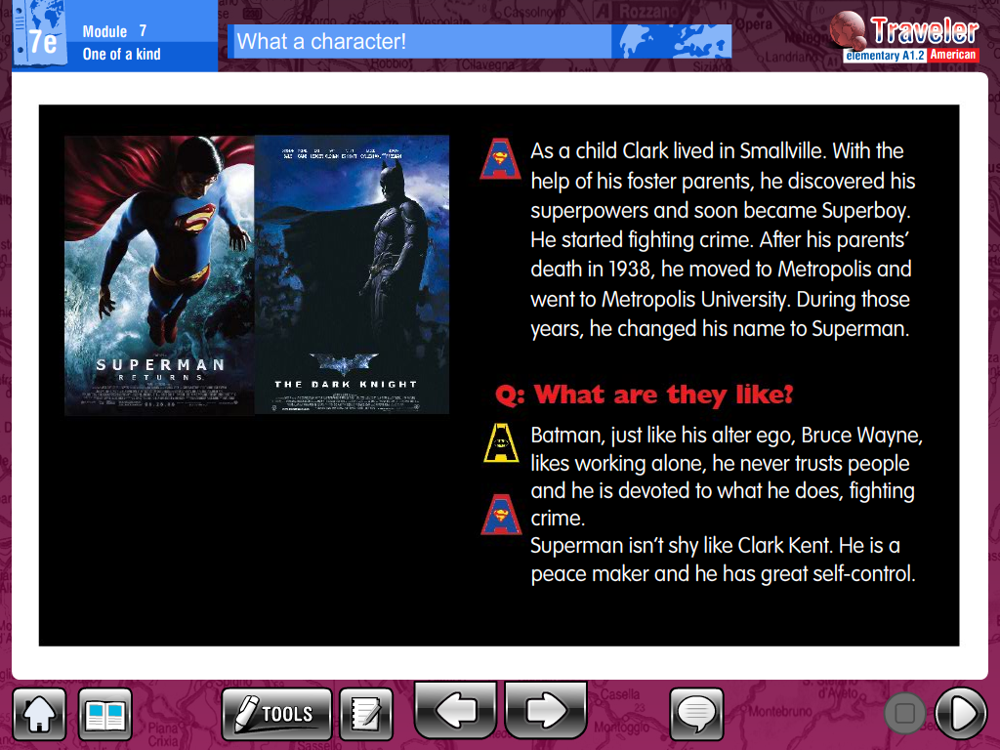 7e
Module 7
One of a kind
What a character!
Traveler
elementary A1.2 American
SUPERMAN
RETURNS
THE DARK KNIGHT
As a child Clark lived in Smallville. With the
help of his foster parents, he discovered his
superpowers and soon became Superboy.
He started fighting crime. After his parents'
death in 1938, he moved to Metropolis and
went to Metropolis University. During those
years, he changed his name to Superman.
Q: What are they like?
Batman, just like his alter ego, Bruce Wayne,
likes working alone, he never trusts people
and he is devoted to what he does, fighting
crime.
Superman isn't shy like Clark Kent. He is a
peace maker and he has great self-control.
TOOLS